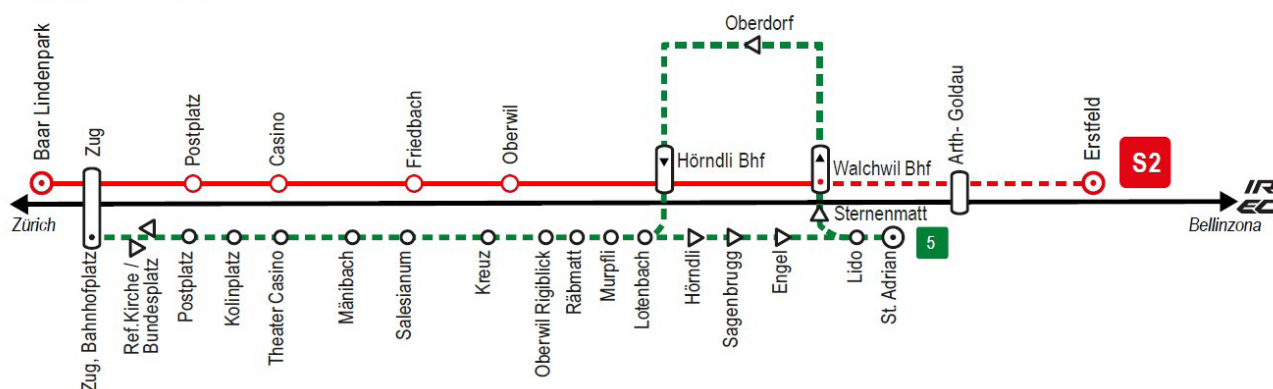 Oberdorf
Baar Lindenpark
Zug
Postplatz
Casino
Friedbach
Oberwil
Hörndli Bhf
Walchwil Bhf
Arth- Goldau
Erstfeld
S2
IR
EC
Zürich
Sternenmatt
Bellinzona
Zug, Bahnhofplatz
Ref.Kirche /
Bundesplatz
Postplatz
Kolinplatz
Theater Casino
Mänibach
Salesianum
Kreuz
Oberwil Rigiblick
Räbmatt
Murpfli
Lotenbach
Hörndli
Sagenbrugg
Engel
Lido
St. Adrian
5